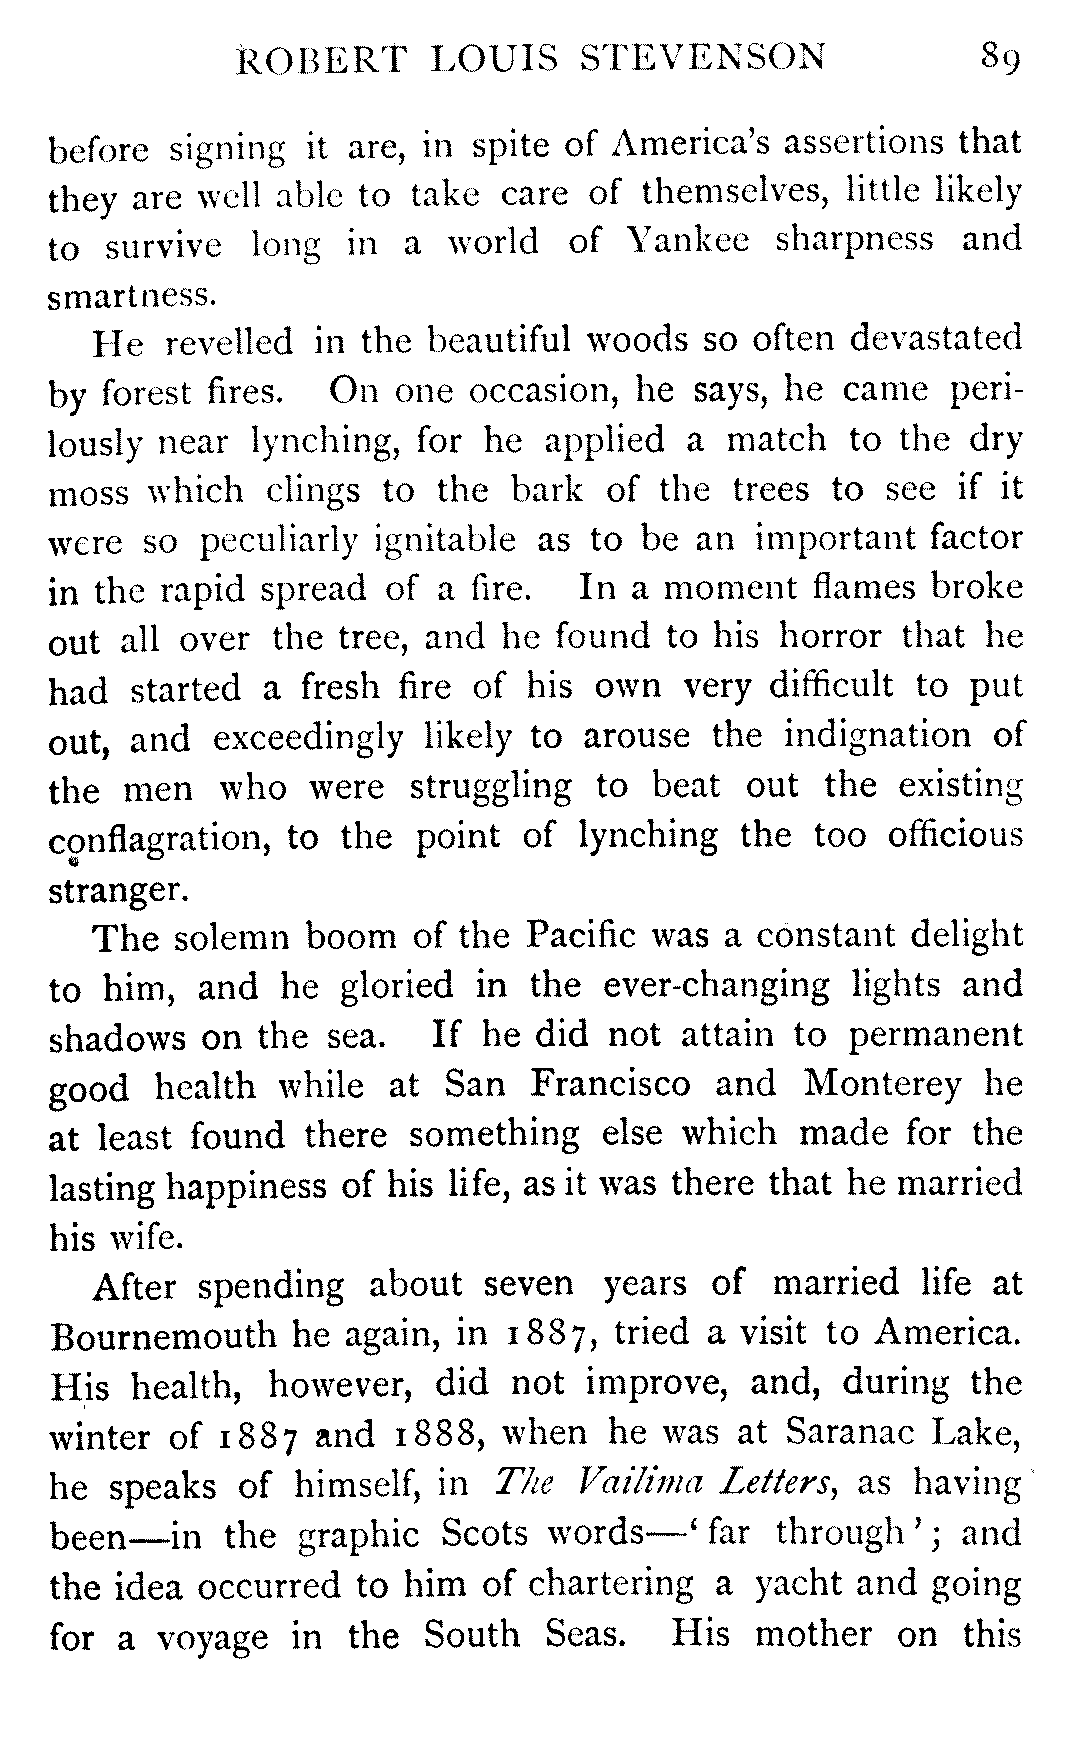 ROBERT LOUIS STEVENSON 89
before signing it are, in spite of America's assertions that
they are well able to take care of themselves, little likely
to survive long in a world of Yankee sharpness and
smartness.
He revelled in the beautiful woods so often devastated
by forest fires. On one occasion, he says, he came peri-
lously near lynching, for he applied a match to the dry
moss which clings to the bark of the trees to see if it
were so peculiarly ignitable as to be an important factor
in the rapid spread of a fire. In a moment flames broke
out all over the tree, and he found to his horror that he
had started a fresh fire of his own very difficult to put
out, and exceedingly likely to arouse the indignation of
the men who were struggling to beat out the existing
conflagration, to the point of lynching the too officious
stranger.
The solemn boom of the Pacific was a constant delight
to him, and he gloried in the ever-changing lights and
shadows on the sea. If he did not attain to permanent
good health while at San Francisco and Monterey he
at least found there something else which made for the
lasting happiness of his life, as it was there that he married
his wife.
After spending about seven years of married life at
Bournemouth he again, in 1887, tried a visit to America.
His health, however, did not improve, and, during the
winter of 1887 and 1888, when he was at Saranac Lake,
he speaks of himself, in The Vailima Letters, as having
been—in the graphic Scots words—‘far through’; and
the idea occurred to him of chartering a yacht and going
for a voyage in the South Seas. His mother on this